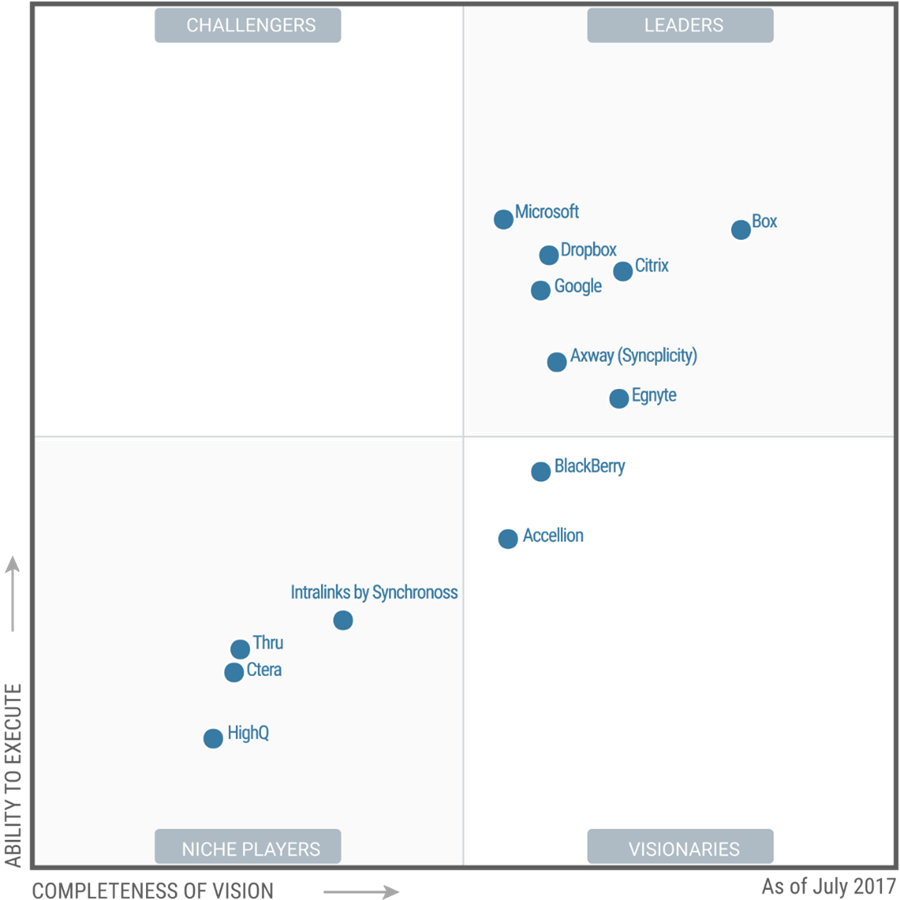 CHALLENGERS
LEADERS
Microsoft
Box
Dropbox
Citrix
Google
Axway (Syncplicity)
Egnyte
BlackBerry
Accellion
Intralinks by Synchronoss
Thru
Ctera
HighQ
NICHE PLAYERS
VISIONARIES
ABILITY TO EXECUTE
COMPLETENESS OF VISION
As of July 2017